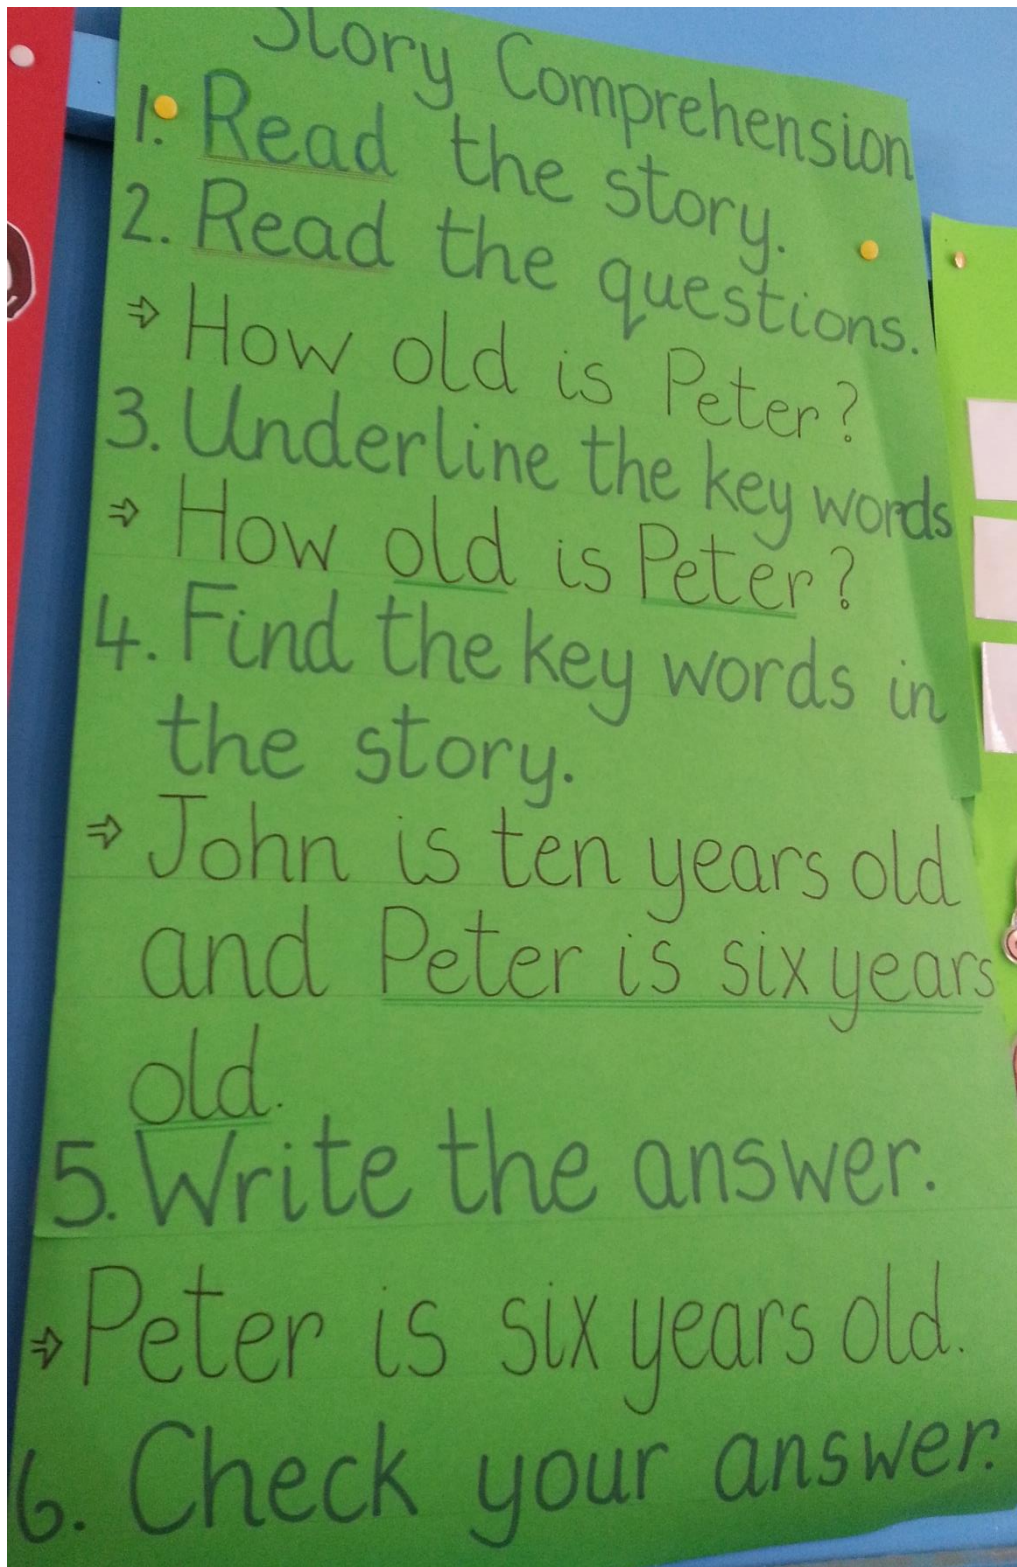 Story Comprehension
1. Read the story.
2. Read the questions.
⇒ How old is Peter?
3. Underline the key words
⇒ How old is Peter?
4. Find the key words in
the story.
⇒ John is ten years old
and Peter is six years
old.
5. Write the answer.
⇒ Peter is six years old.
6. Check your answer.